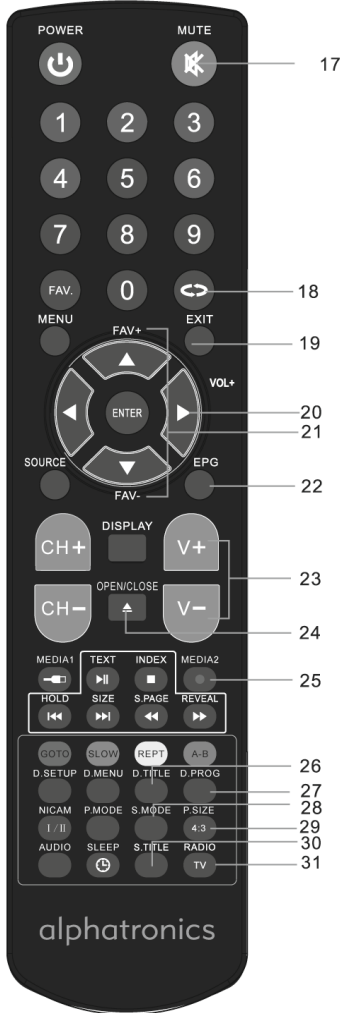 POWER MUTE
17
1 2 3
4 5 6
7 8 9
FAV. 0
18
MENU FAV+ EXIT
19
VOL+
ENTER
20
21
SOURCE EPG
22
FAV-
DISPLAY
CH+ V+
23
OPEN/CLOSE
CH- V-
24
MEDIA1 TEXT INDEX MEDIA2
25
HOLD SIZE S.PAGE REVEAL
GOTO SLOW REPT A-B
26
D.SETUP D.MENU D.TITLE D.PROG
27
28
NICAM P.MODE S.MODE P.SIZE
I/II 4:3
29
30
AUDIO SLEEP S.TITLE RADIO
TV
31
alphatronics